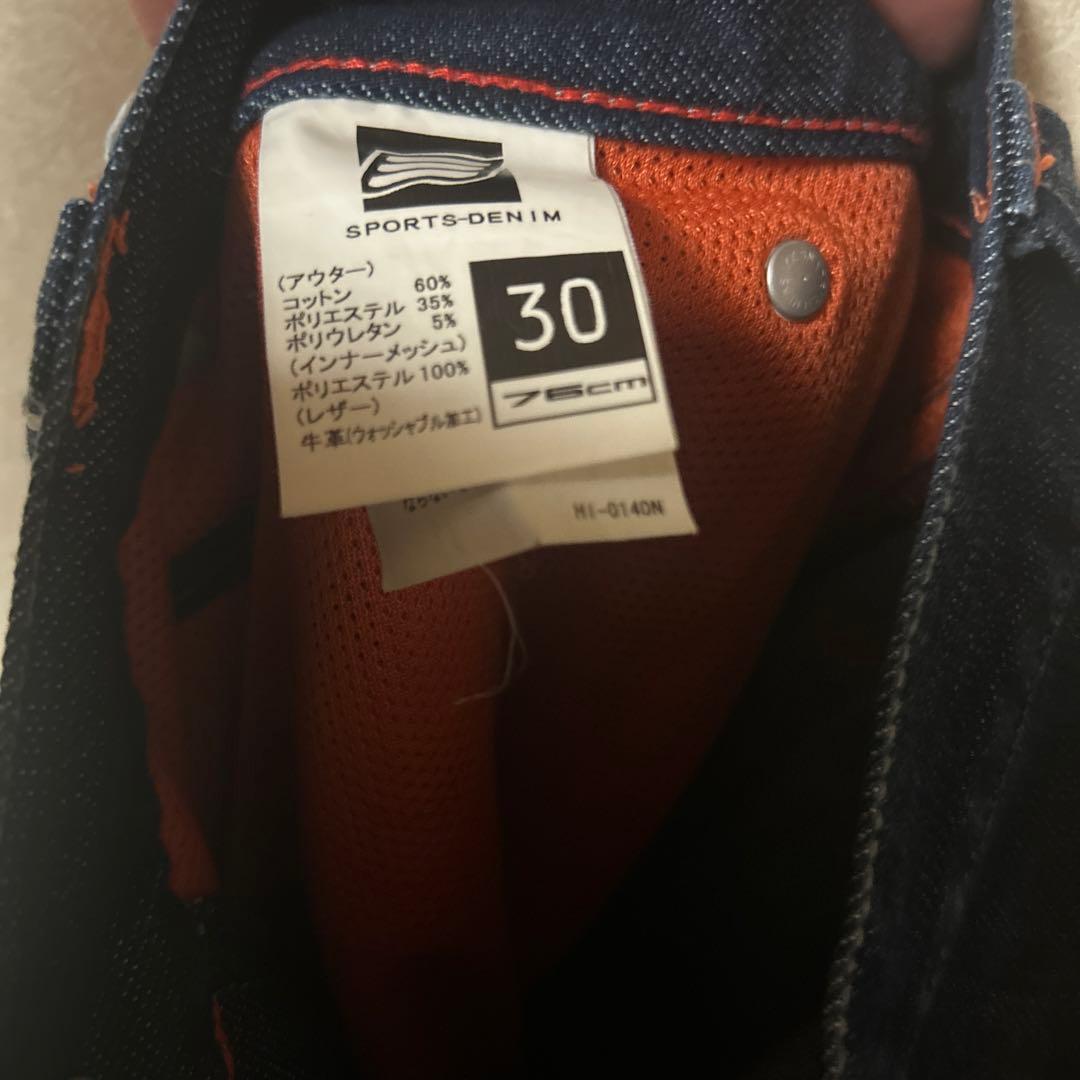 SPORTS-DENIM
(アウター)
コットン 60%
ポリエステル 35%
ポリウレタン 5%
(インナーメッシュ)
ポリエステル 100%
(レザー)
牛革(ウォッシャブル加工)
30
76cm
HI-0140N